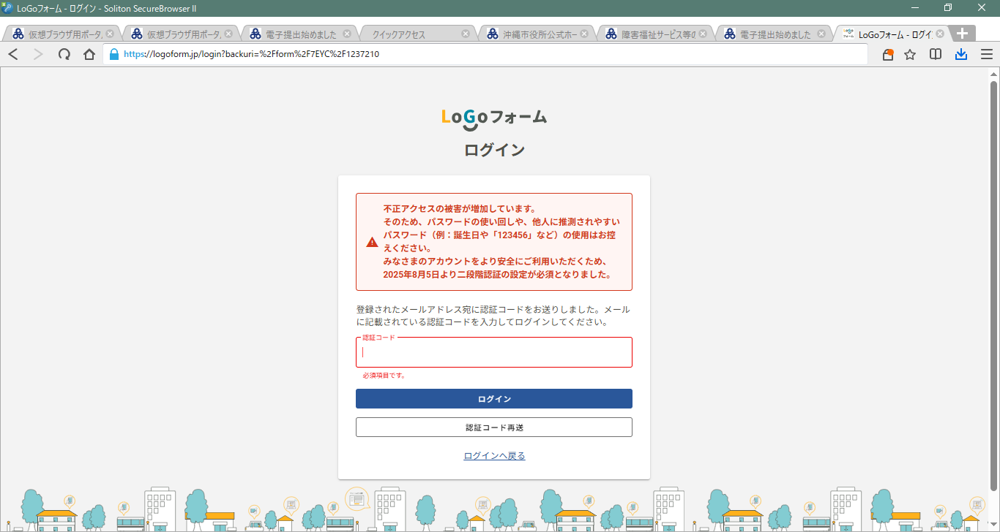 LoGoフォーム - ログイン - Soliton SecureBrowser II
仮想ブラウザ用ポータ
仮想ブラウザ用ポータ
電子提出始めました
クイックアクセス
沖縄市役所公式ホー
障害福祉サービス等の
電子提出始めました
LoGoフォーム - ログイ
https://logoform.jp/login?backuri=%2Fform%2F7EYC%2F1237210
LoGoフォーム
ログイン
不正アクセスの被害が増加しています。
そのため、パスワードの使い回しや、他人に推測されやすい
パスワード（例：誕生日や「123456」など）の使用はお控
えください。
みなさまのアカウントをより安全にご利用いただくため、
2025年8月5日より二段階認証の設定が必須となりました。
登録されたメールアドレス宛に認証コードをお送りしました。メール
に記載されている認証コードを入力してログインしてください。
認証コード
必須項目です。
ログイン
認証コード再送
ログインへ戻る